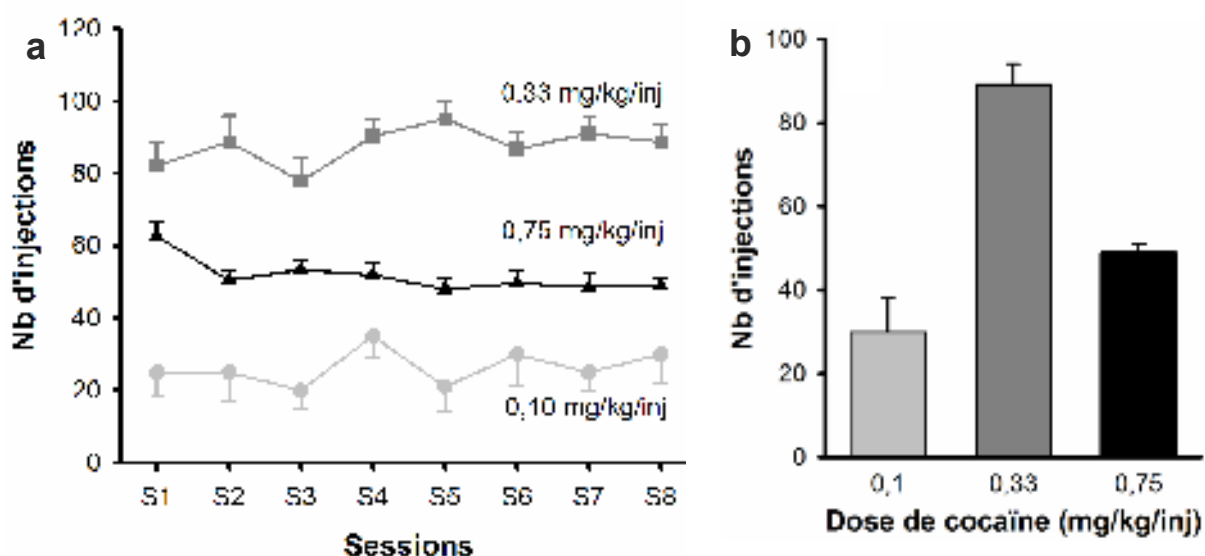 a
Nb d'injections
120
100
80
60
40
20
0
0.33 mg/kg/inj
0,75 mg/kg/inj
0,10 mg/kg/inj
S1 S2 S3 S4 S5 S6 S7 S8
Sessions
b
Nb d'injections
100
80
60
40
20
0
0,1 0,33 0,75
Dose de cocaïne (mg/kg/inj)